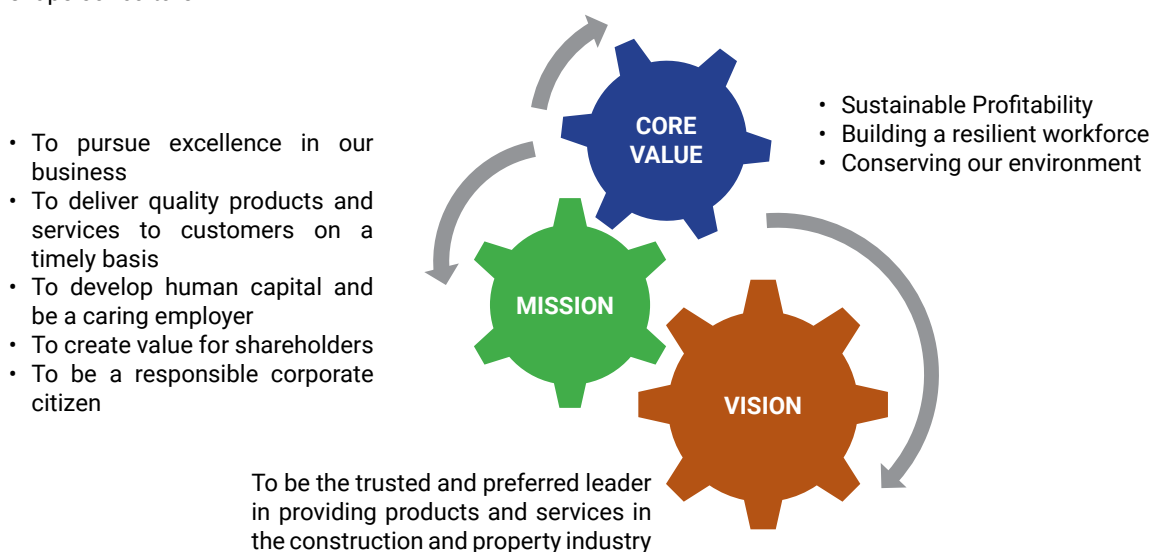 CORE
VALUE
• Sustainable Profitability
• Building a resilient workforce
• Conserving our environment
• To pursue excellence in our
business
• To deliver quality products and
services to customers on a
timely basis
• To develop human capital and
be a caring employer
• To create value for shareholders
• To be a responsible corporate
citizen
MISSION
VISION
To be the trusted and preferred leader
in providing products and services in
the construction and property industry